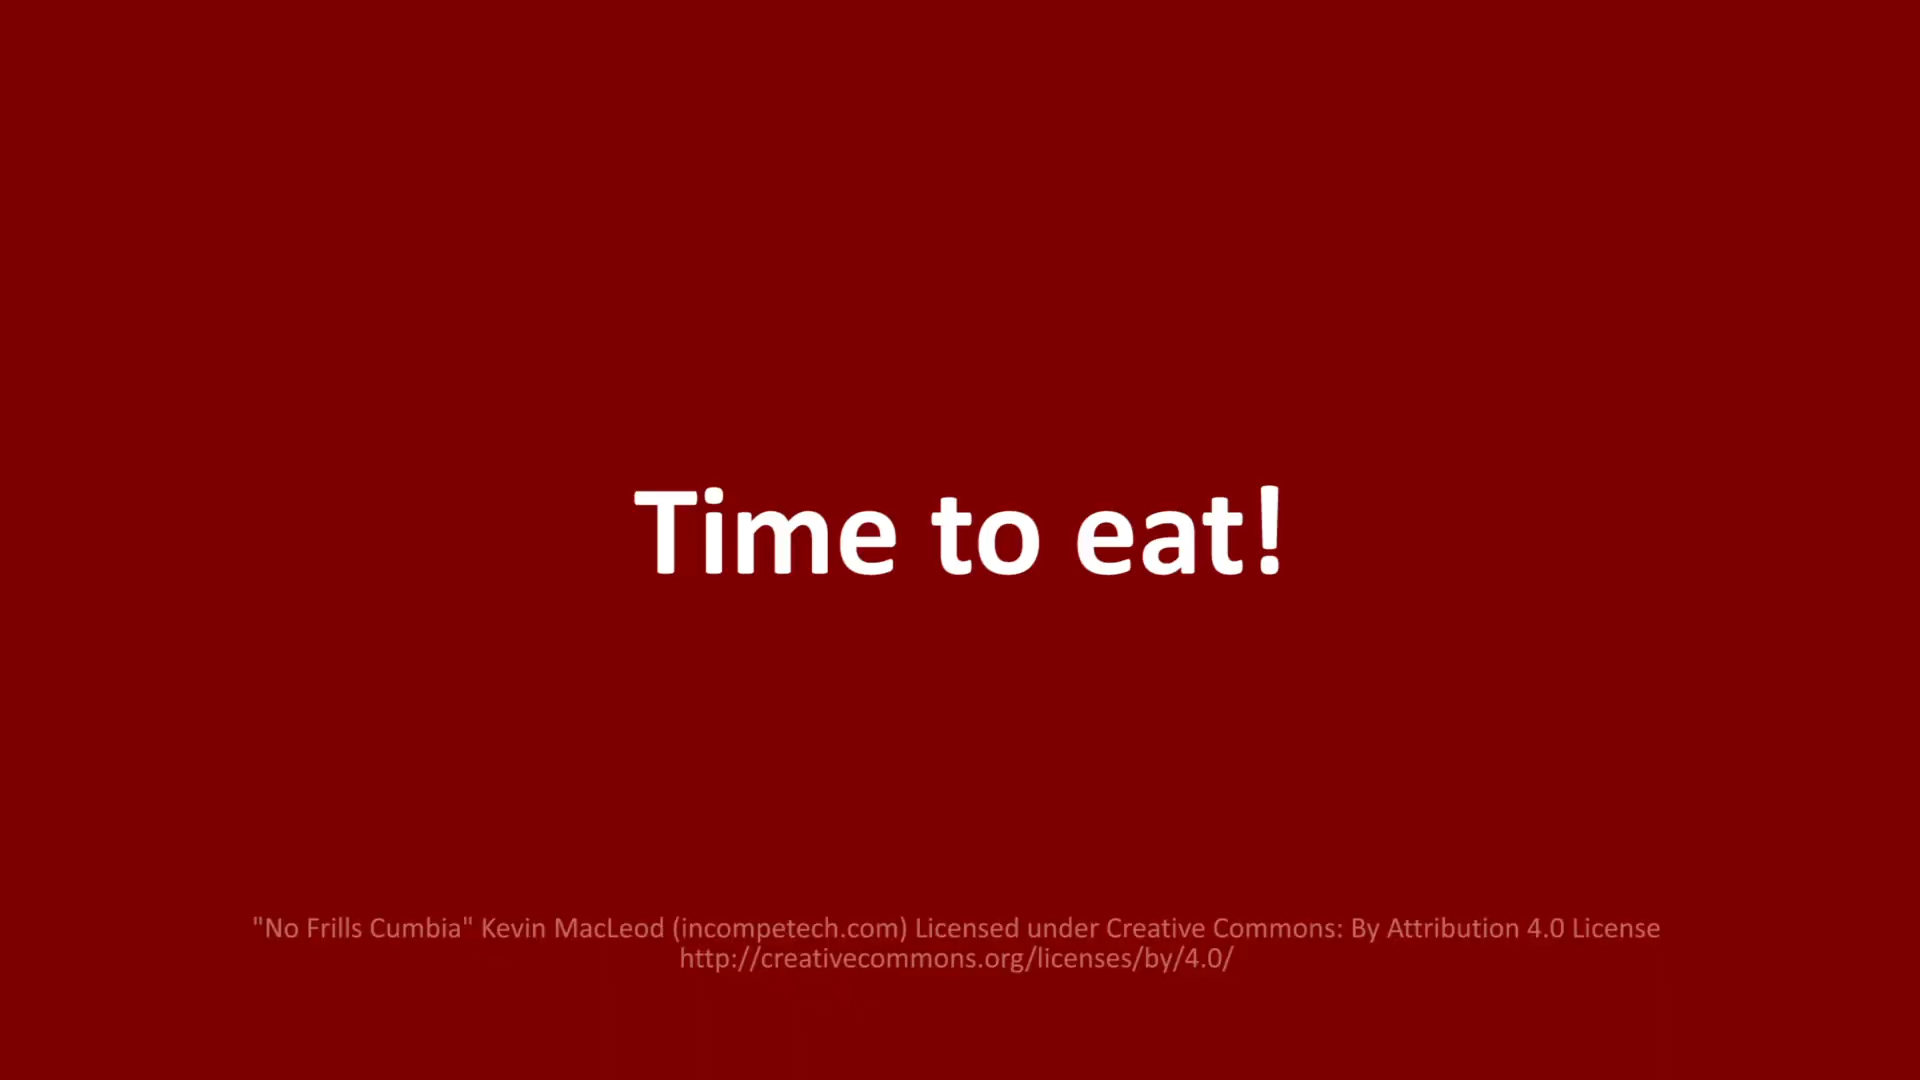 Time to eat!
"No Frills Cumbia" Kevin MacLeod (incompetech.com) Licensed under Creative Commons: By Attribution 4.0 License
http://creativecommons.org/licenses/by/4.0/